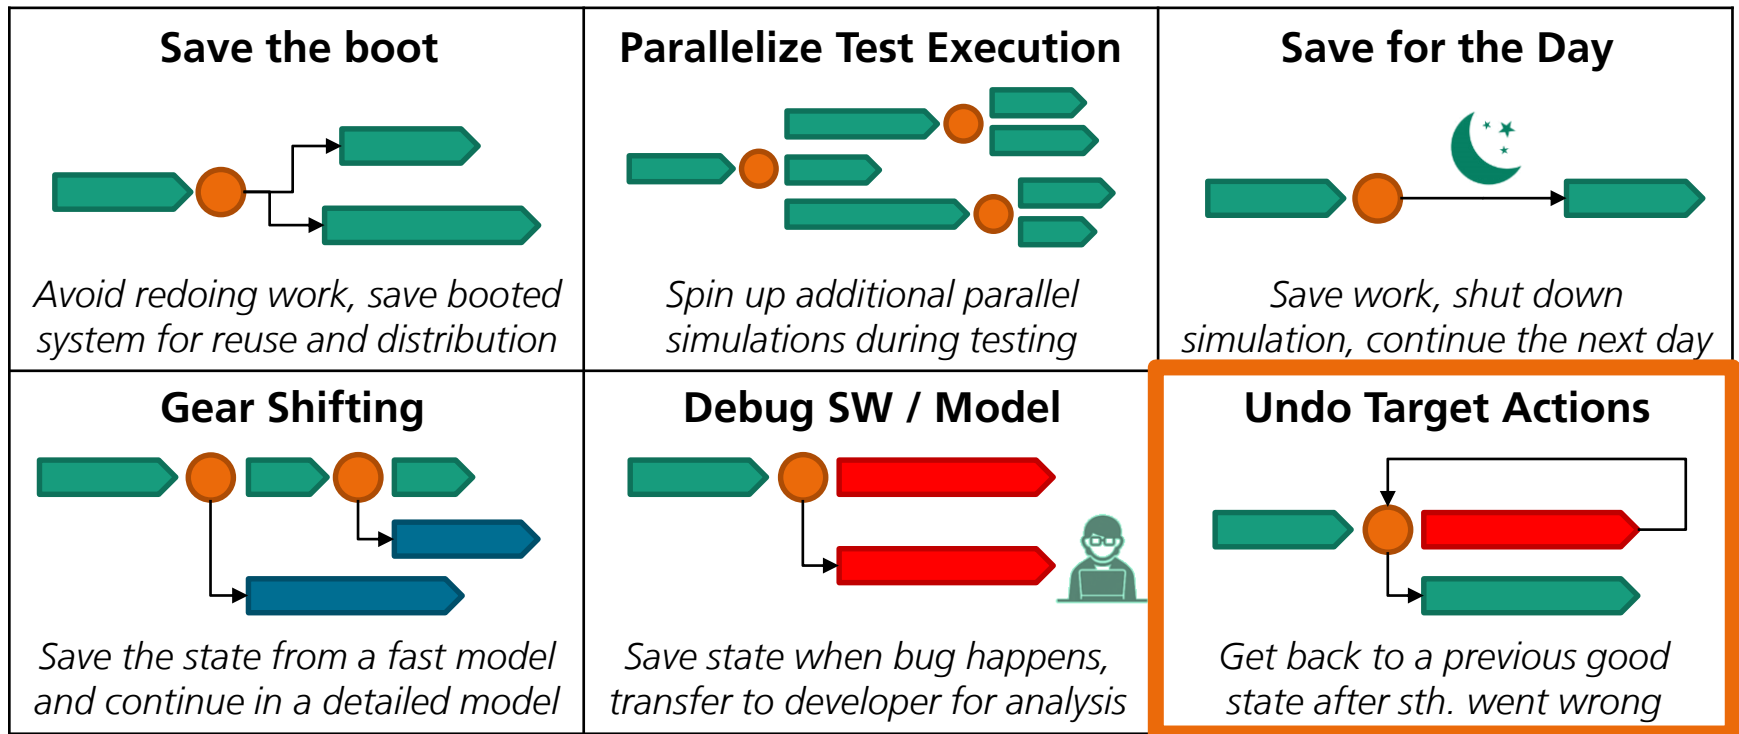 Save the boot
Avoid redoing work, save booted
system for reuse and distribution
Parallelize Test Execution
Spin up additional parallel
simulations during testing
Save for the Day
Save work, shut down
simulation, continue the next day
Gear Shifting
Save the state from a fast model
and continue in a detailed model
Debug SW / Model
Save state when bug happens,
transfer to developer for analysis
Undo Target Actions
Get back to a previous good
state after sth. went wrong